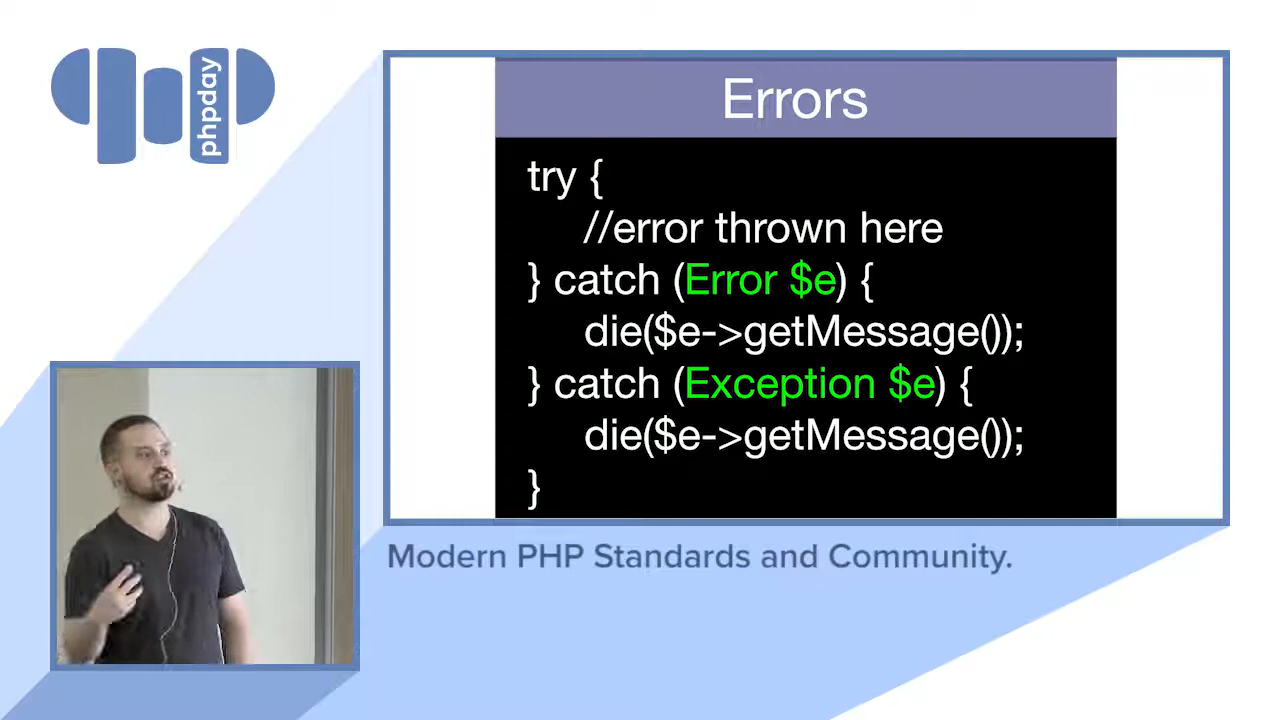 phpday
Errors
try {
//error thrown here
} catch (Error $e) {
die($e->getMessage());
} catch (Exception $e) {
die($e->getMessage());
}
Modern PHP Standards and Community.